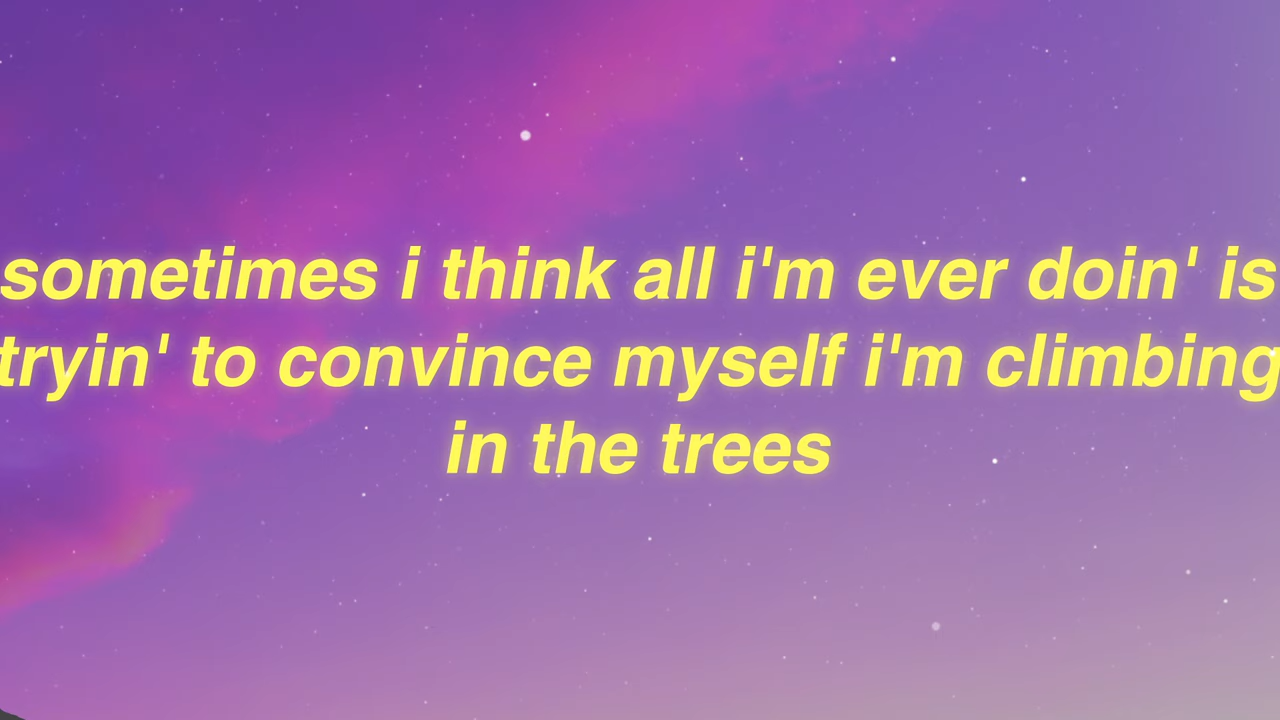 sometimes i think all i'm ever doin' is
tryin' to convince myself i'm climbing
in the trees